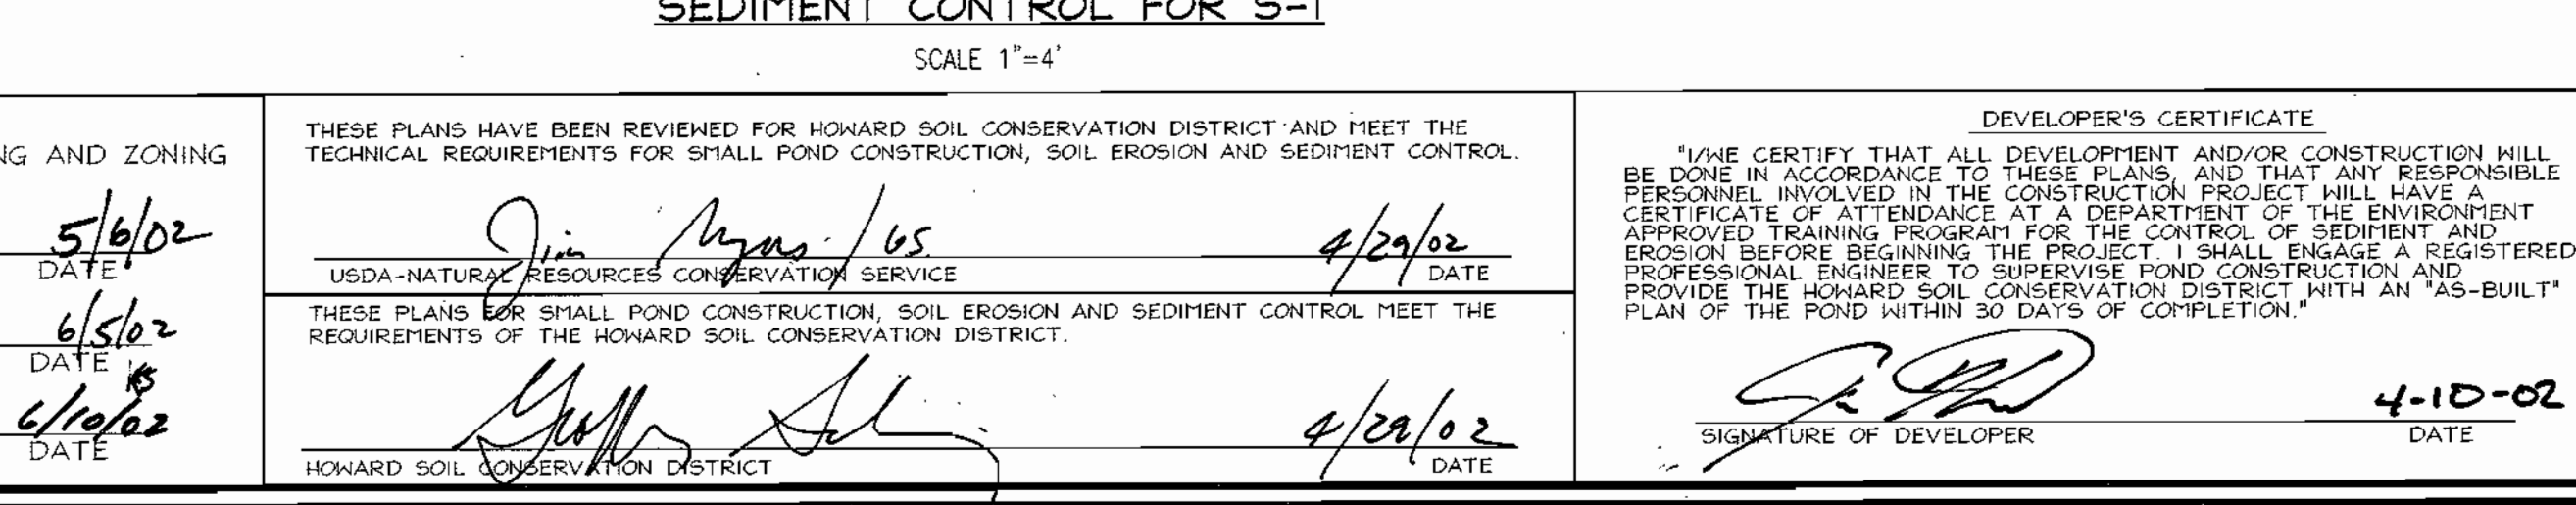 SEDIMENT CONTROL FOR S-1
SCALE 1"=4'
NG AND ZONING
5/6/02
DATE
6/5/02
DATE
KS
6/10/02
DATE
THESE PLANS HAVE BEEN REVIEWED FOR HOWARD SOIL CONSERVATION DISTRICT AND MEET THE
TECHNICAL REQUIREMENTS FOR SMALL POND CONSTRUCTION, SOIL EROSION AND SEDIMENT CONTROL.
Jim Myers / GS. 4/29/02
USDA-NATURAL RESOURCES CONSERVATION SERVICE DATE
THESE PLANS FOR SMALL POND CONSTRUCTION, SOIL EROSION AND SEDIMENT CONTROL MEET THE
REQUIREMENTS OF THE HOWARD SOIL CONSERVATION DISTRICT.
4/29/02
HOWARD SOIL CONSERVATION DISTRICT DATE
DEVELOPER'S CERTIFICATE
"I/WE CERTIFY THAT ALL DEVELOPMENT AND/OR CONSTRUCTION WILL
BE DONE IN ACCORDANCE TO THESE PLANS, AND THAT ANY RESPONSIBLE
PERSONNEL INVOLVED IN THE CONSTRUCTION PROJECT WILL HAVE A
CERTIFICATE OF ATTENDANCE AT A DEPARTMENT OF THE ENVIRONMENT
APPROVED TRAINING PROGRAM FOR THE CONTROL OF SEDIMENT AND
EROSION BEFORE BEGINNING THE PROJECT. I SHALL ENGAGE A REGISTERED
PROFESSIONAL ENGINEER TO SUPERVISE POND CONSTRUCTION AND
PROVIDE THE HOWARD SOIL CONSERVATION DISTRICT WITH AN "AS-BUILT"
PLAN OF THE POND WITHIN 30 DAYS OF COMPLETION."
4-10-02
SIGNATURE OF DEVELOPER DATE